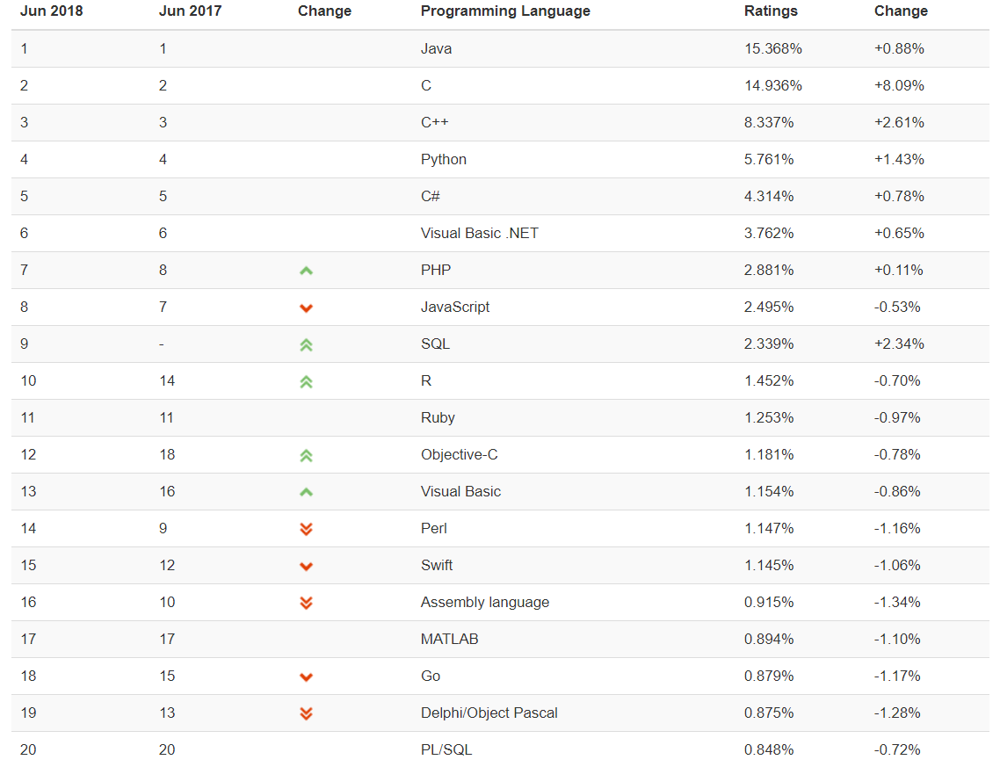 Jun 2018 Jun 2017 Change Programming Language Ratings Change
1 1 Java 15.368% +0.88%
2 2 C 14.936% +8.09%
3 3 C++ 8.337% +2.61%
4 4 Python 5.761% +1.43%
5 5 C# 4.314% +0.78%
6 6 Visual Basic .NET 3.762% +0.65%
7 8 PHP 2.881% +0.11%
8 7 JavaScript 2.495% -0.53%
9 - SQL 2.339% +2.34%
10 14 R 1.452% -0.70%
11 11 Ruby 1.253% -0.97%
12 18 Objective-C 1.181% -0.78%
13 16 Visual Basic 1.154% -0.86%
14 9 Perl 1.147% -1.16%
15 12 Swift 1.145% -1.06%
16 10 Assembly language 0.915% -1.34%
17 17 MATLAB 0.894% -1.10%
18 15 Go 0.879% -1.17%
19 13 Delphi/Object Pascal 0.875% -1.28%
20 20 PL/SQL 0.848% -0.72%